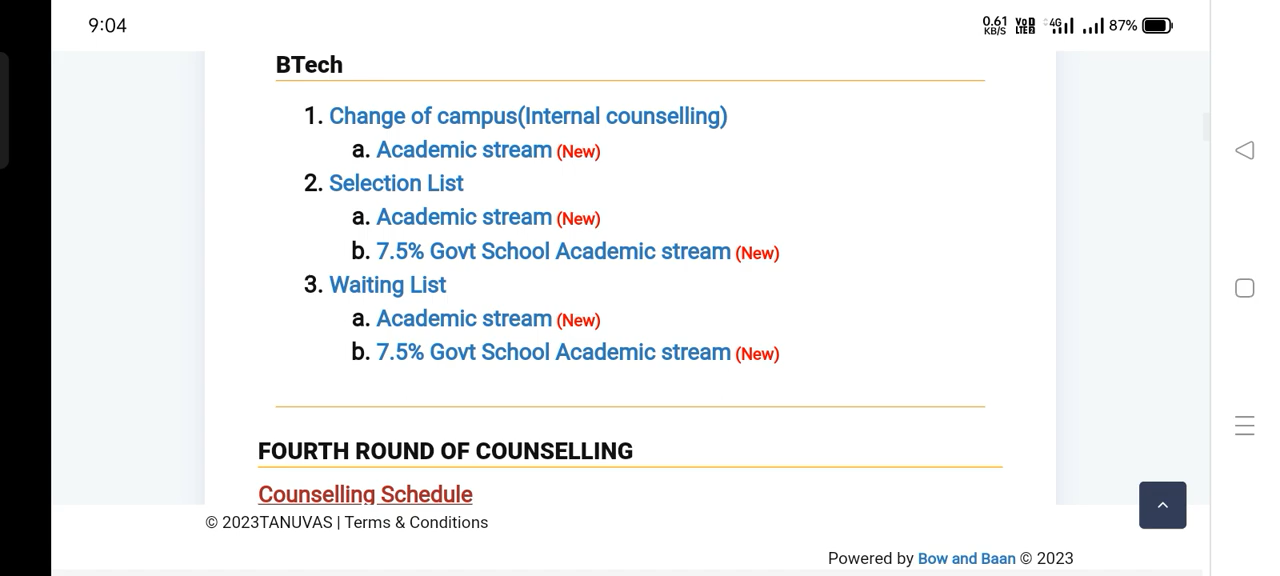 9:04
0.61 KB/S VoD LTE2 4G 87%
BTech
1. Change of campus(Internal counselling)
a. Academic stream (New)
2. Selection List
a. Academic stream (New)
b. 7.5% Govt School Academic stream (New)
3. Waiting List
a. Academic stream (New)
b. 7.5% Govt School Academic stream (New)
FOURTH ROUND OF COUNSELLING
Counselling Schedule
© 2023TANUVAS | Terms & Conditions
Powered by Bow and Baan © 2023